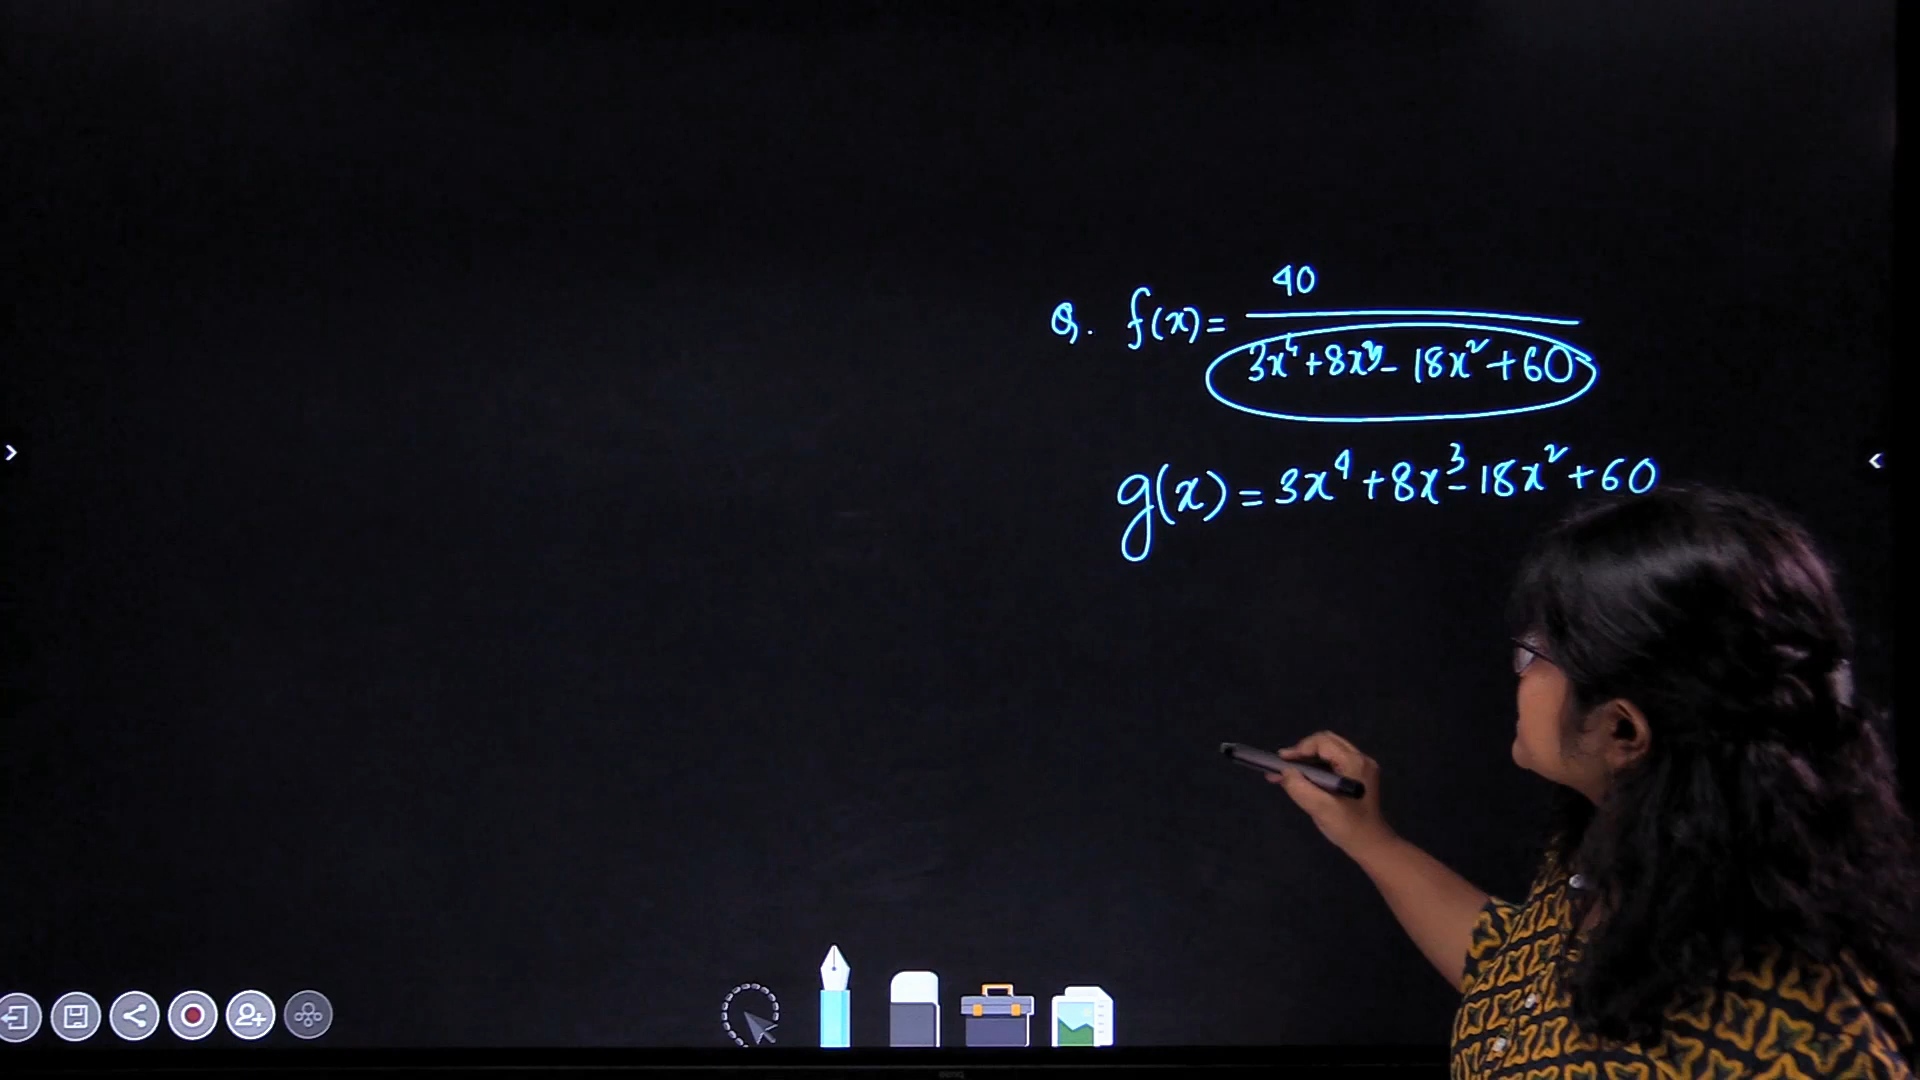 Q. f(x) = 40 / 3x⁴+8x³-18x²+60
g(x) = 3x⁴+8x³-18x²+60